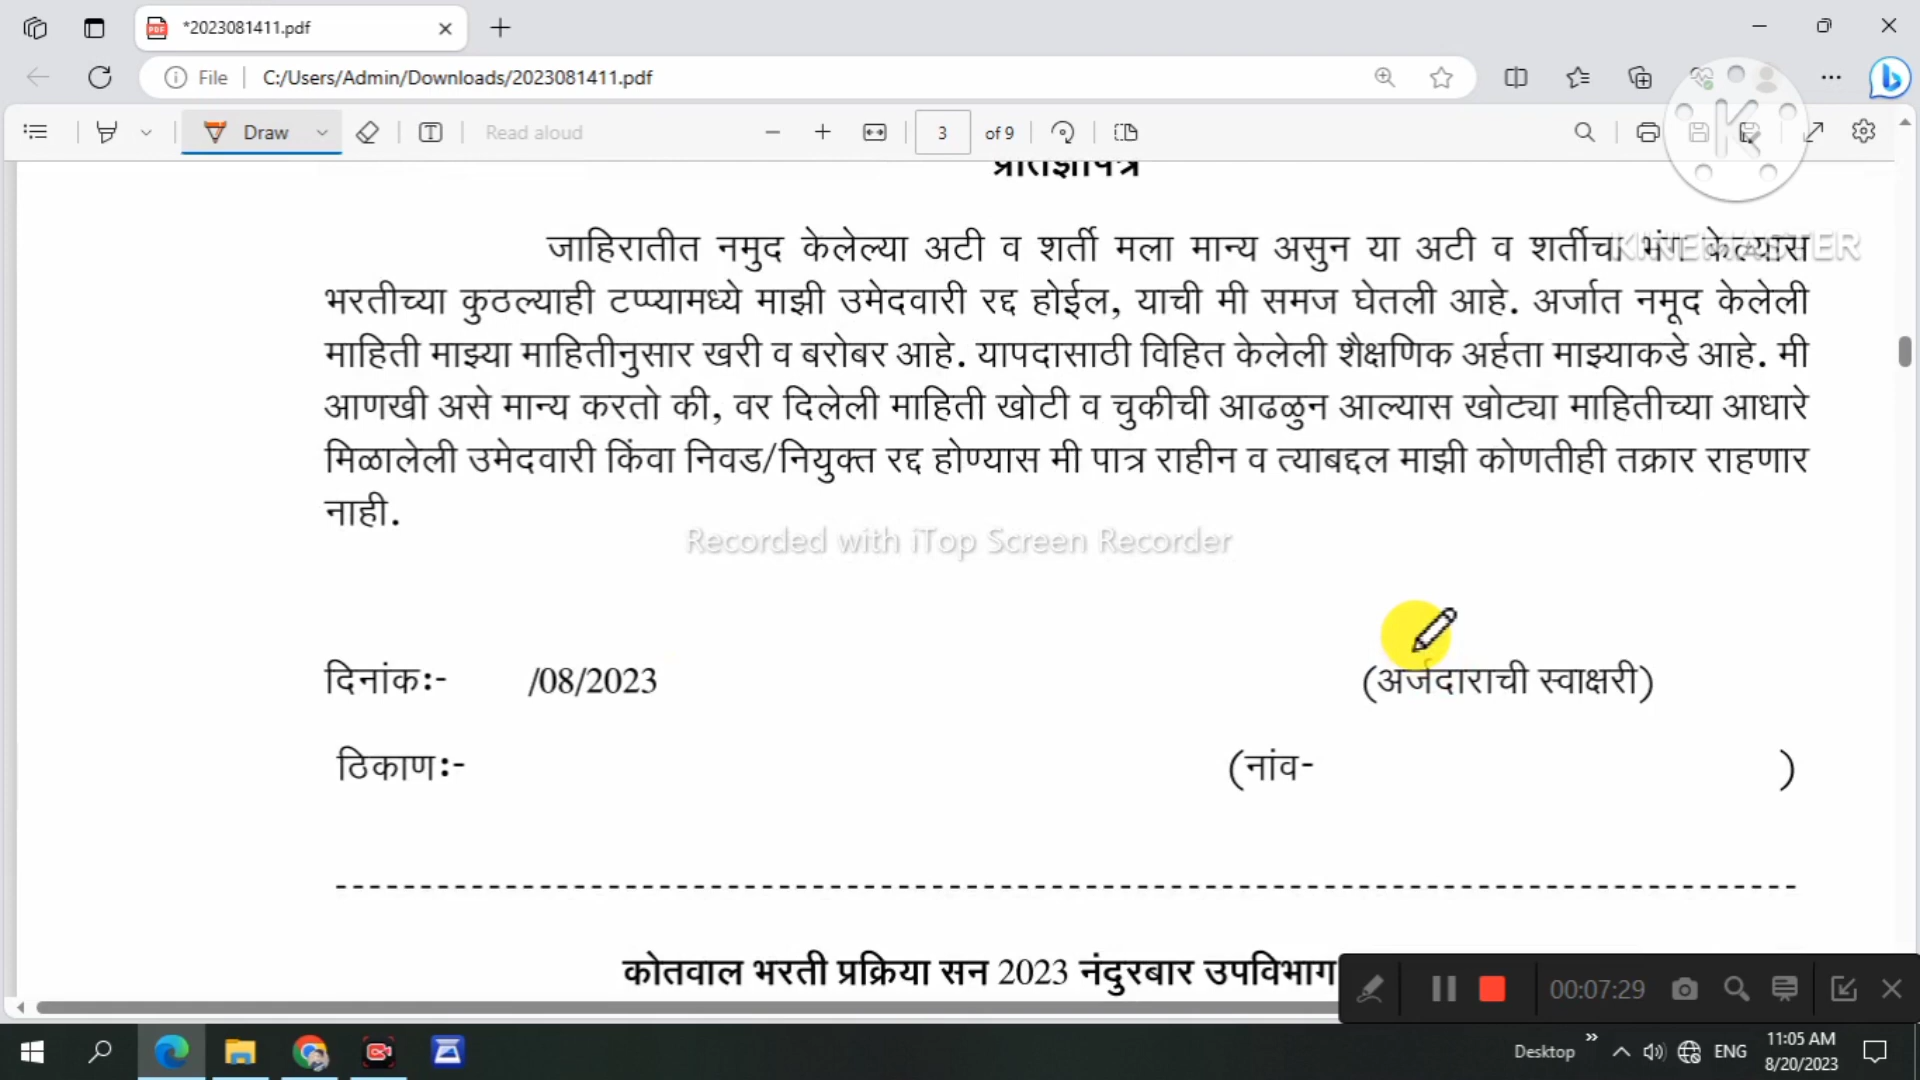 *2023081411.pdf
File C:/Users/Admin/Downloads/2023081411.pdf
Draw Read aloud 3 of 9
प्रतिज्ञापत्र
KINEMASTER
जाहिरातीत नमुद केलेल्या अटी व शर्ती मला मान्य असुन या अटी व शर्तीचा भंग केल्यास
भरतीच्या कुठल्याही टप्प्यामध्ये माझी उमेदवारी रद्द होईल, याची मी समज घेतली आहे. अर्जात नमूद केलेली
माहिती माझ्या माहितीनुसार खरी व बरोबर आहे. यापदासाठी विहित केलेली शैक्षणिक अर्हता माझ्याकडे आहे. मी
आणखी असे मान्य करतो की, वर दिलेली माहिती खोटी व चुकीची आढळुन आल्यास खोट्या माहितीच्या आधारे
मिळालेली उमेदवारी किंवा निवड/नियुक्त रद्द होण्यास मी पात्र राहीन व त्याबद्दल माझी कोणतीही तक्रार राहणार
नाही.
Recorded with iTop Screen Recorder
दिनांकः- /08/2023 (अर्जदाराची स्वाक्षरी)
ठिकाणः- (नांव- )
कोतवाल भरती प्रक्रिया सन 2023 नंदुरबार उपविभाग
00:07:29
Desktop ENG 11:05 AM
8/20/2023